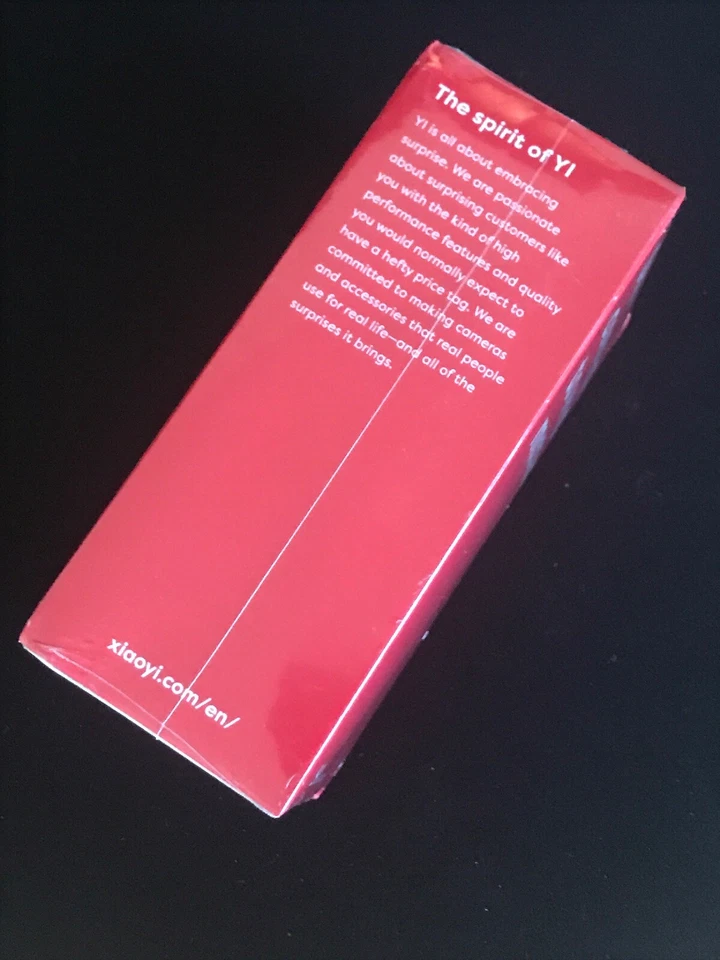 The spirit of YI
YI is all about embracing
surprise. We are passionate
about surprising customers like
you with the kind of high
performance features and quality
you would normally expect to
have a hefty price tag. We are
committed to making cameras
and accessories that real people
use for real life—and all of the
surprises it brings.
xiaoyi.com/en/